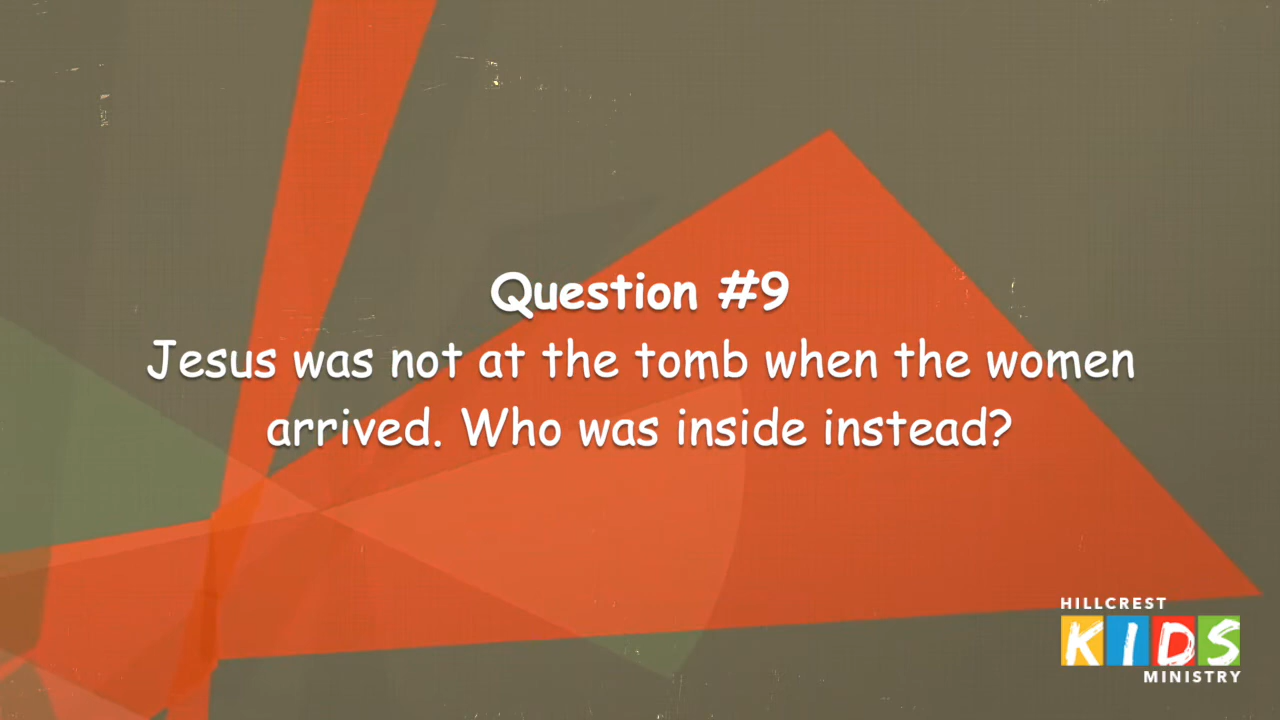 Question #9
Jesus was not at the tomb when the women
arrived. Who was inside instead?
HILLCREST
KIDS
MINISTRY